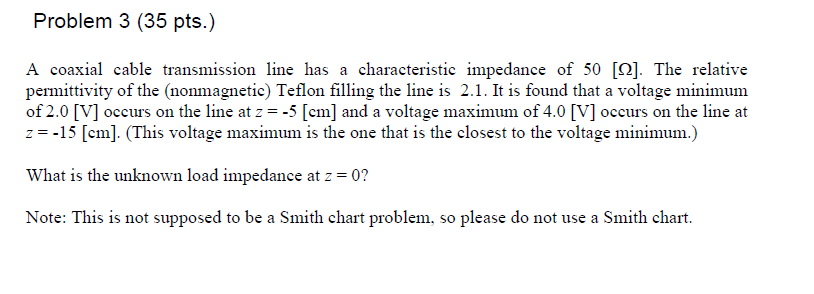 Problem 3 (35 pts.)
A coaxial cable transmission line has a characteristic impedance of 50 [Ω]. The relative
permittivity of the (nonmagnetic) Teflon filling the line is 2.1. It is found that a voltage minimum
of 2.0 [V] occurs on the line at z = -5 [cm] and a voltage maximum of 4.0 [V] occurs on the line at
z = -15 [cm]. (This voltage maximum is the one that is the closest to the voltage minimum.)
What is the unknown load impedance at z = 0?
Note: This is not supposed to be a Smith chart problem, so please do not use a Smith chart.